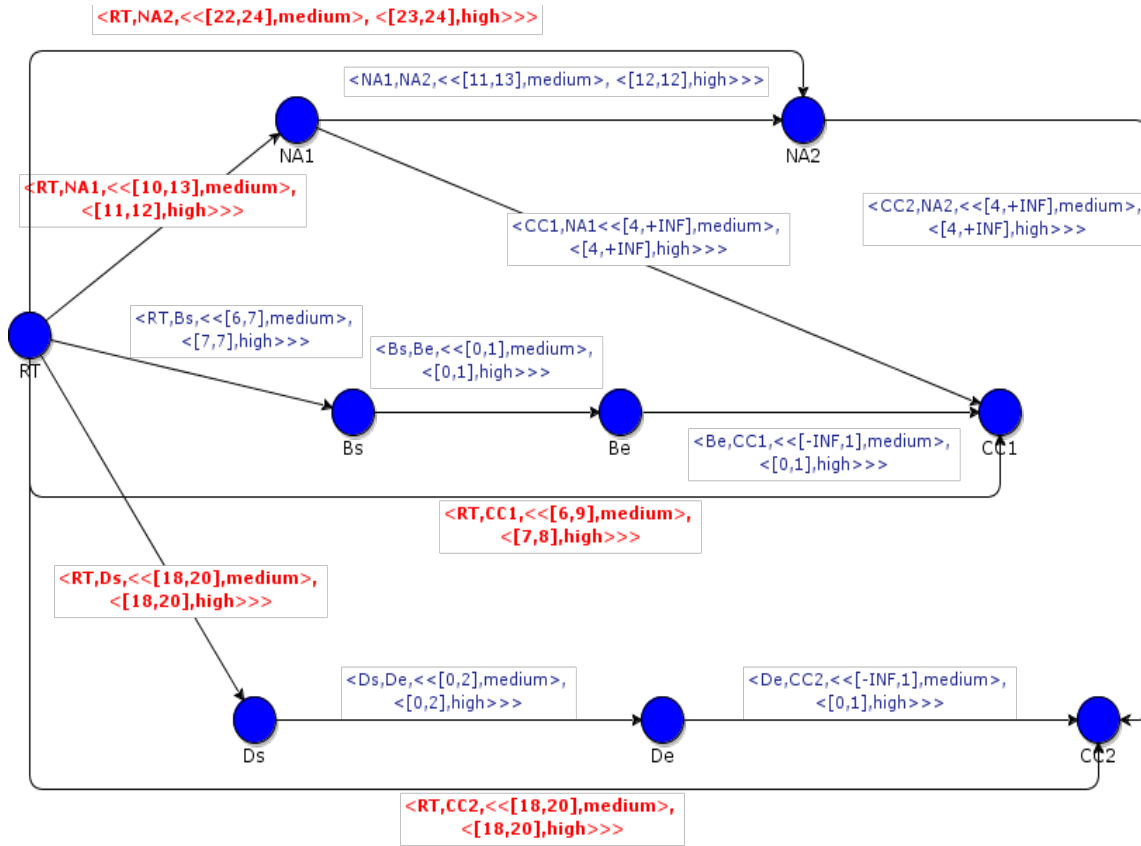 <RT,NA2,<<[22,24],medium>, <[23,24],high>>>
<NA1,NA2,<<[11,13],medium>, <[12,12],high>>>
NA1
NA2
<RT,NA1,<<[10,13],medium>,
<[11,12],high>>>
<CC1,NA1<<[4,+INF],medium>,
<[4,+INF],high>>>
<CC2,NA2,<<[4,+INF],medium>,
<[4,+INF],high>>>
<RT,Bs,<<[6,7],medium>,
<[7,7],high>>>
RT
<Bs,Be,<<[0,1],medium>,
<[0,1],high>>>
Bs
Be
<Be,CC1,<<[-INF,1],medium>,
<[0,1],high>>>
CC1
<RT,CC1,<<[6,9],medium>,
<[7,8],high>>>
<RT,Ds,<<[18,20],medium>,
<[18,20],high>>>
<Ds,De,<<[0,2],medium>,
<[0,2],high>>>
<De,CC2,<<[-INF,1],medium>,
<[0,1],high>>>
Ds
De
CC2
<RT,CC2,<<[18,20],medium>,
<[18,20],high>>>